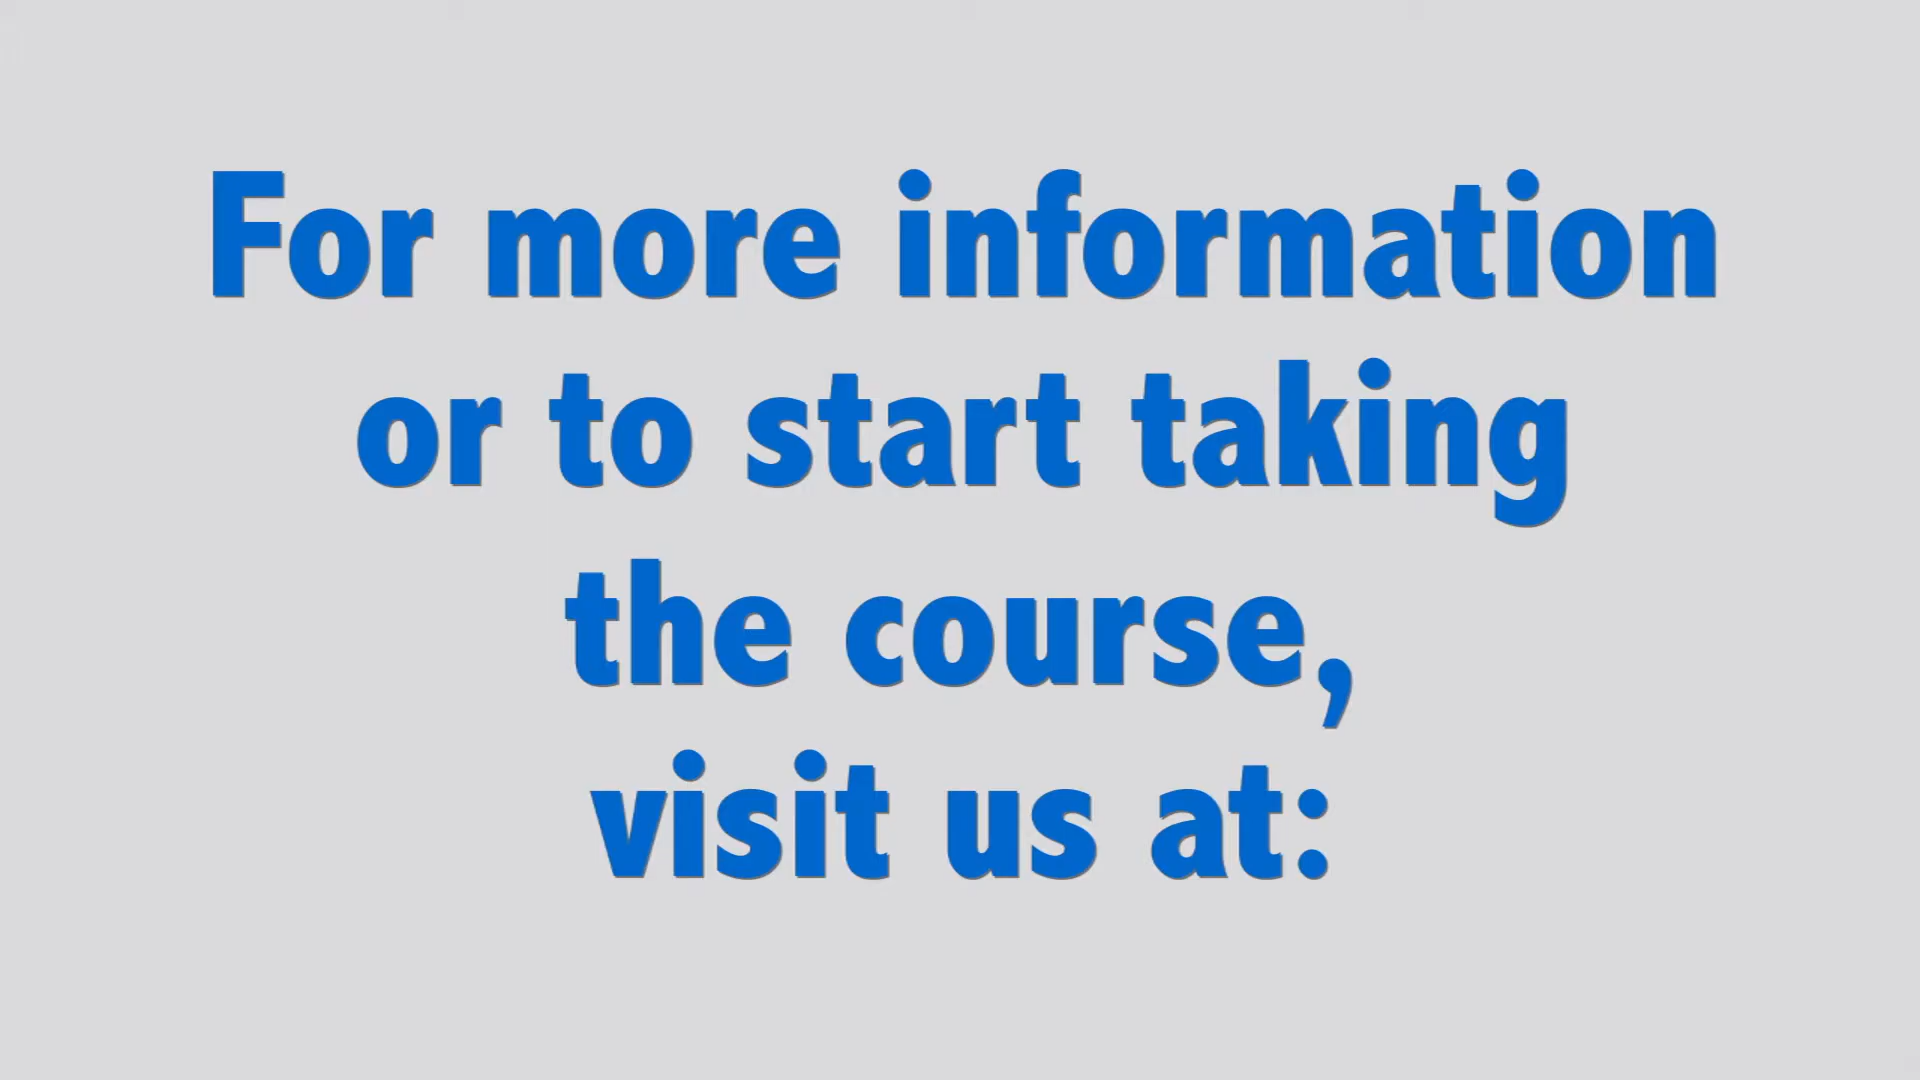 For more information
or to start taking
the course,
visit us at: